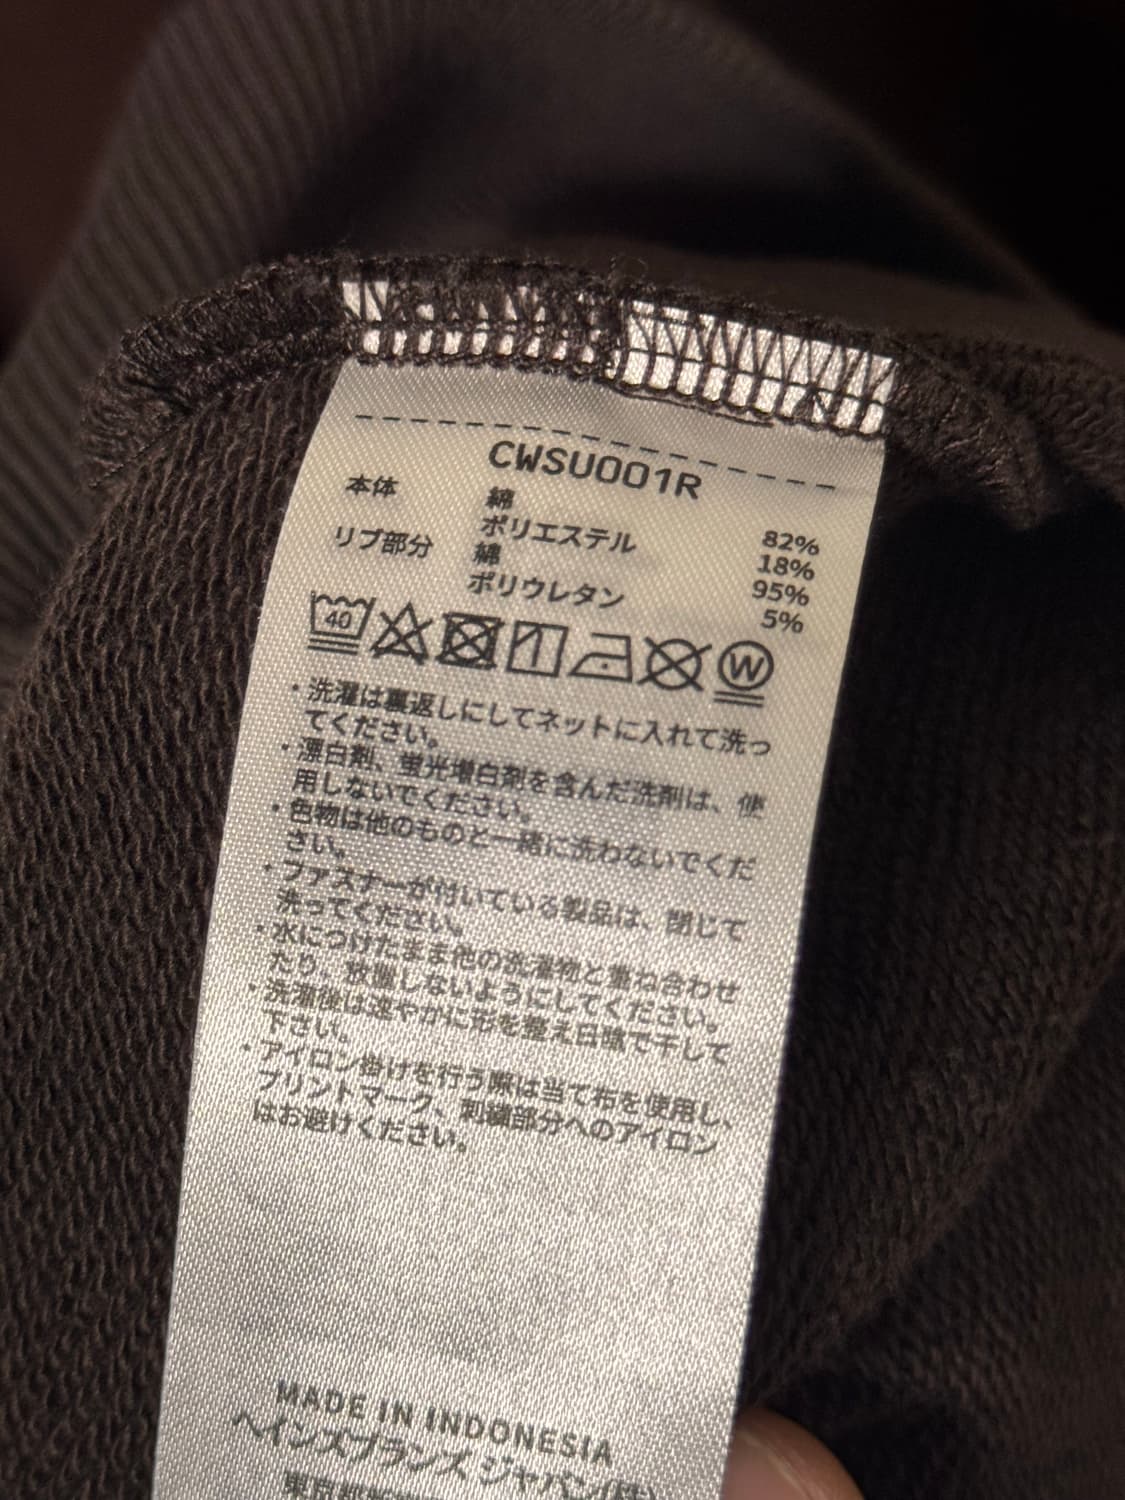 CWSU001R
本体 綿 82%
ポリエステル 18%
リブ部分 綿 95%
ポリウレタン 5%
40
W
・洗濯は裏返しにしてネットに入れて洗っ
てください。
・漂白剤、蛍光増白剤を含んだ洗剤は、使
用しないでください。
・色物は他のものと一緒に洗わないでくだ
さい。
・ファスナーが付いている製品は、閉じて
洗ってください。
・水につけたまま他の洗濯物と重ね合わせ
たり、放置しないようにしてください。
・洗濯後は速やかに形を整え日陰で干して
下さい。
・アイロン掛けを行う際は当て布を使用し、
プリントマーク、刺繍部分へのアイロン
はお避けください。
MADE IN INDONESIA
ヘインズブランズ ジャパン(株)
東京都